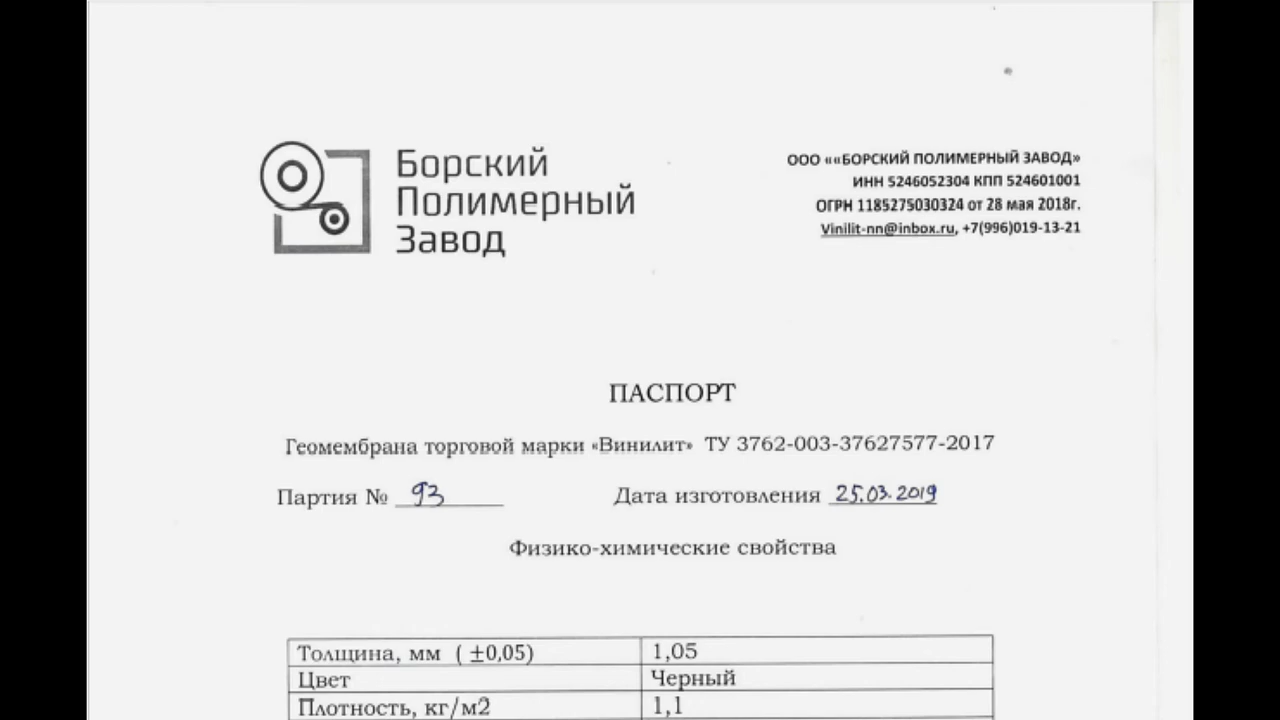 Борский
Полимерный
Завод
ООО ««БОРСКИЙ ПОЛИМЕРНЫЙ ЗАВОД»
ИНН 5246052304 КПП 524601001
ОГРН 1185275030324 от 28 мая 2018г.
Vinilit-nn@inbox.ru, +7(996)019-13-21
ПАСПОРТ
Геомембрана торговой марки «Винилит» ТУ 3762-003-37627577-2017
Партия № 93 Дата изготовления 25.03.2019
Физико-химические свойства
Толщина, мм ( ±0,05) 1,05
Цвет Черный
Плотность, кг/м2 1,1